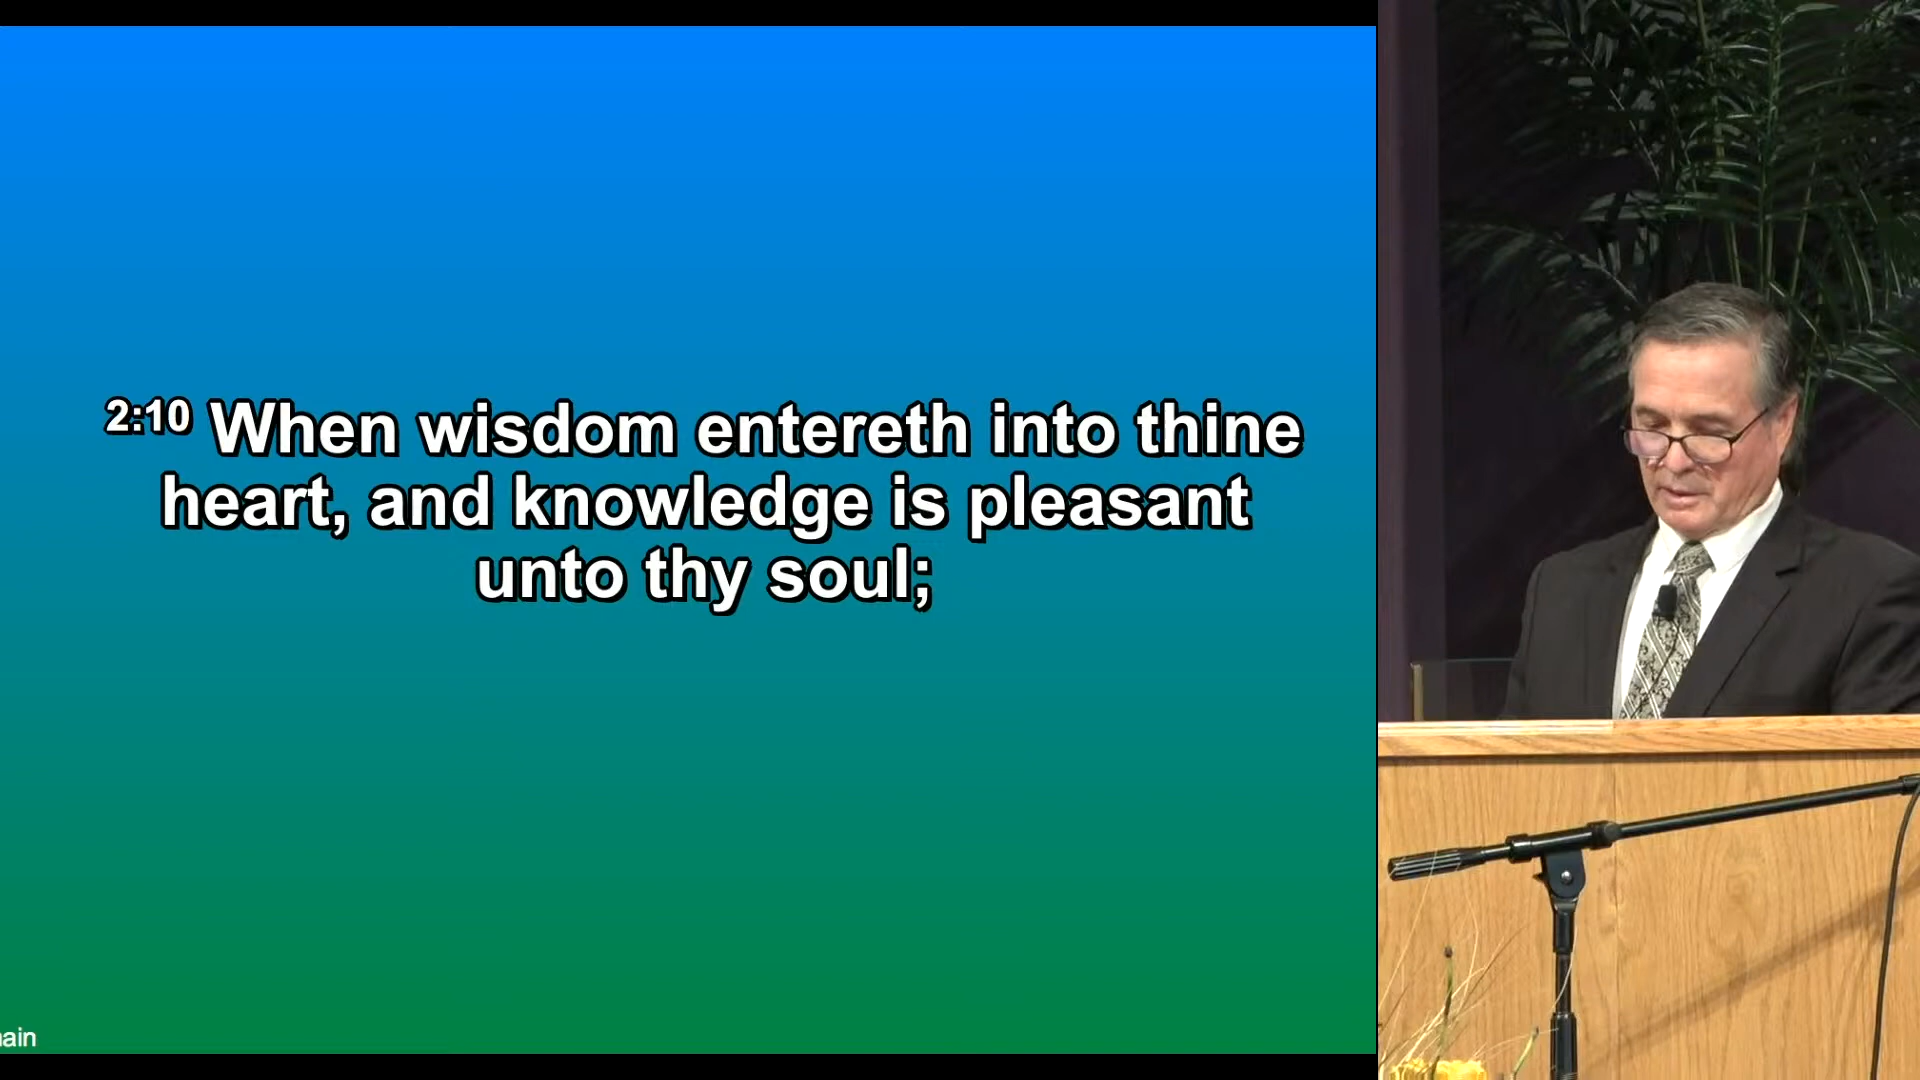 2:10 When wisdom entereth into thine
heart, and knowledge is pleasant
unto thy soul;
ain